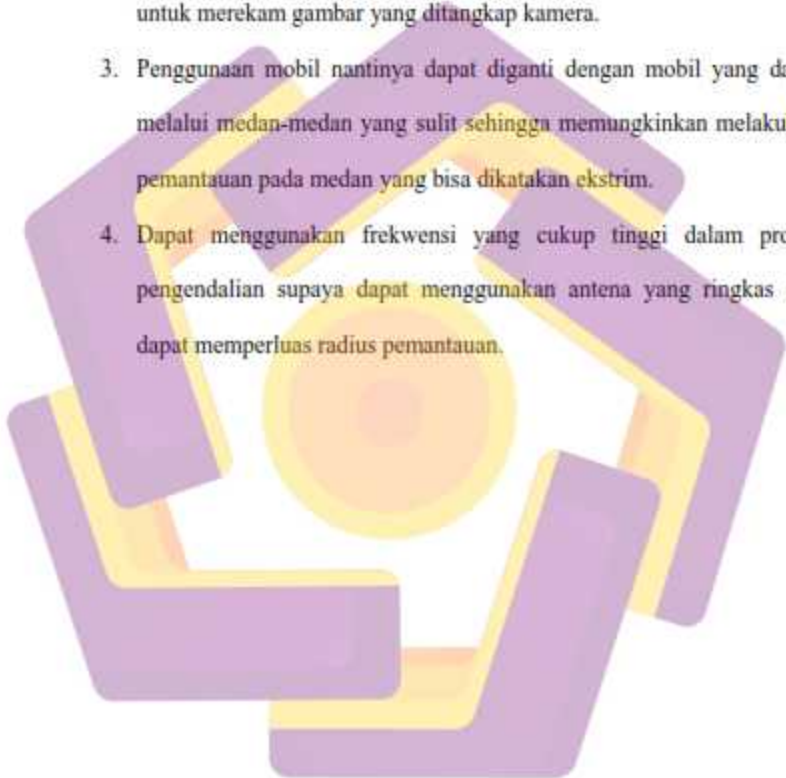 untuk merekam gambar yang ditangkap kamera.
3. Penggunaan mobil nantinya dapat diganti dengan mobil yang
melalui medan-medan yang sulit sehingga memungkinkan
pemantauan pada medan yang bisa dikatakan ekstrim.
4. Dapat menggunakan frekwensi yang cukup tinggi dalam
pengendalian supaya dapat menggunakan antena yang ringkas
dapat memperluas radius pemantauan.